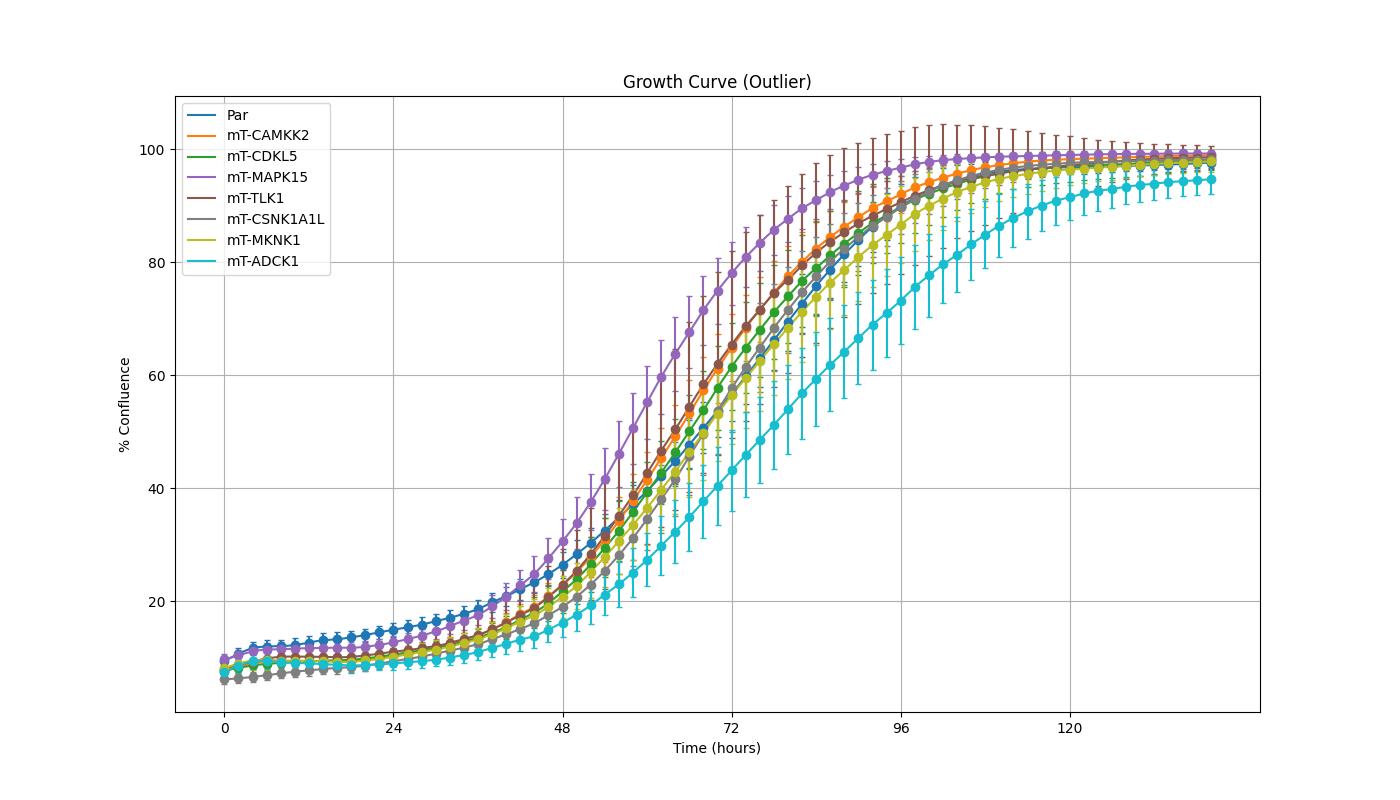 Growth Curve (Outlier)
Par
mT-CAMKK2
mT-CDKL5
mT-MAPK15
mT-TLK1
mT-CSNK1A1L
mT-MKNK1
mT-ADCK1
100
80
60
40
20
% Confluence
0 24 48 72 96 120
Time (hours)